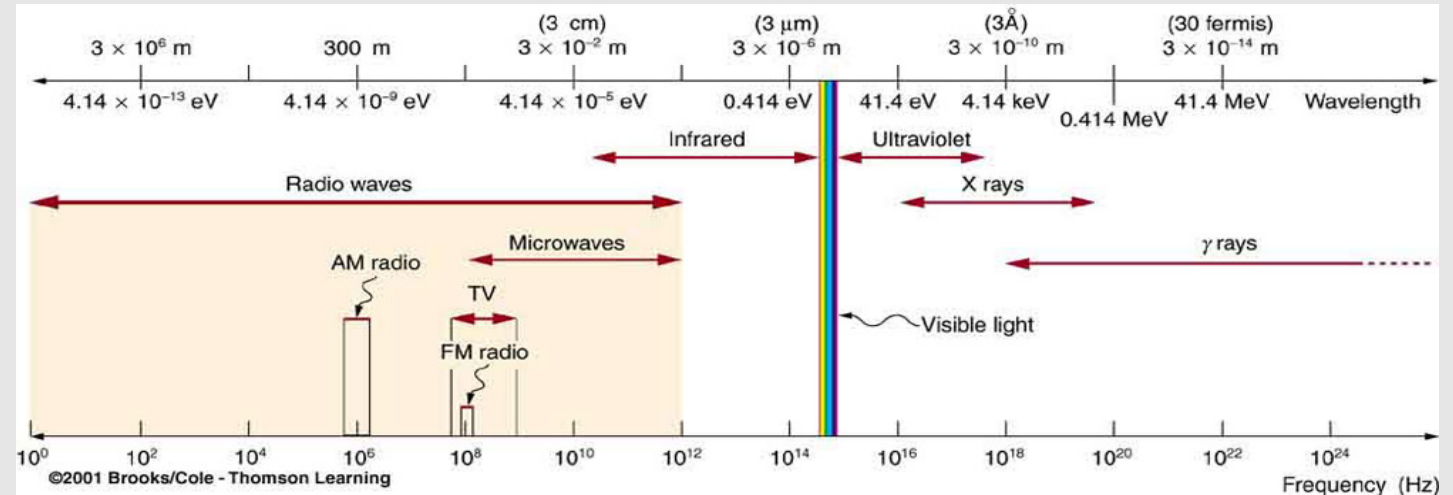 (3 cm) (3 μm) (3Å) (30 fermis)
3 × 10⁶ m 300 m 3 × 10⁻² m 3 × 10⁻⁶ m 3 × 10⁻¹⁰ m 3 × 10⁻¹⁴ m
4.14 × 10⁻¹³ eV 4.14 × 10⁻⁹ eV 4.14 × 10⁻⁵ eV 0.414 eV 41.4 eV 4.14 keV 41.4 MeV Wavelength
0.414 MeV
Infrared Ultraviolet
Radio waves X rays
Microwaves γ rays
AM radio
TV
Visible light
FM radio
10⁰ 10² 10⁴ 10⁶ 10⁸ 10¹⁰ 10¹² 10¹⁴ 10¹⁶ 10¹⁸ 10²⁰ 10²² 10²⁴
©2001 Brooks/Cole - Thomson Learning
Frequency (Hz)